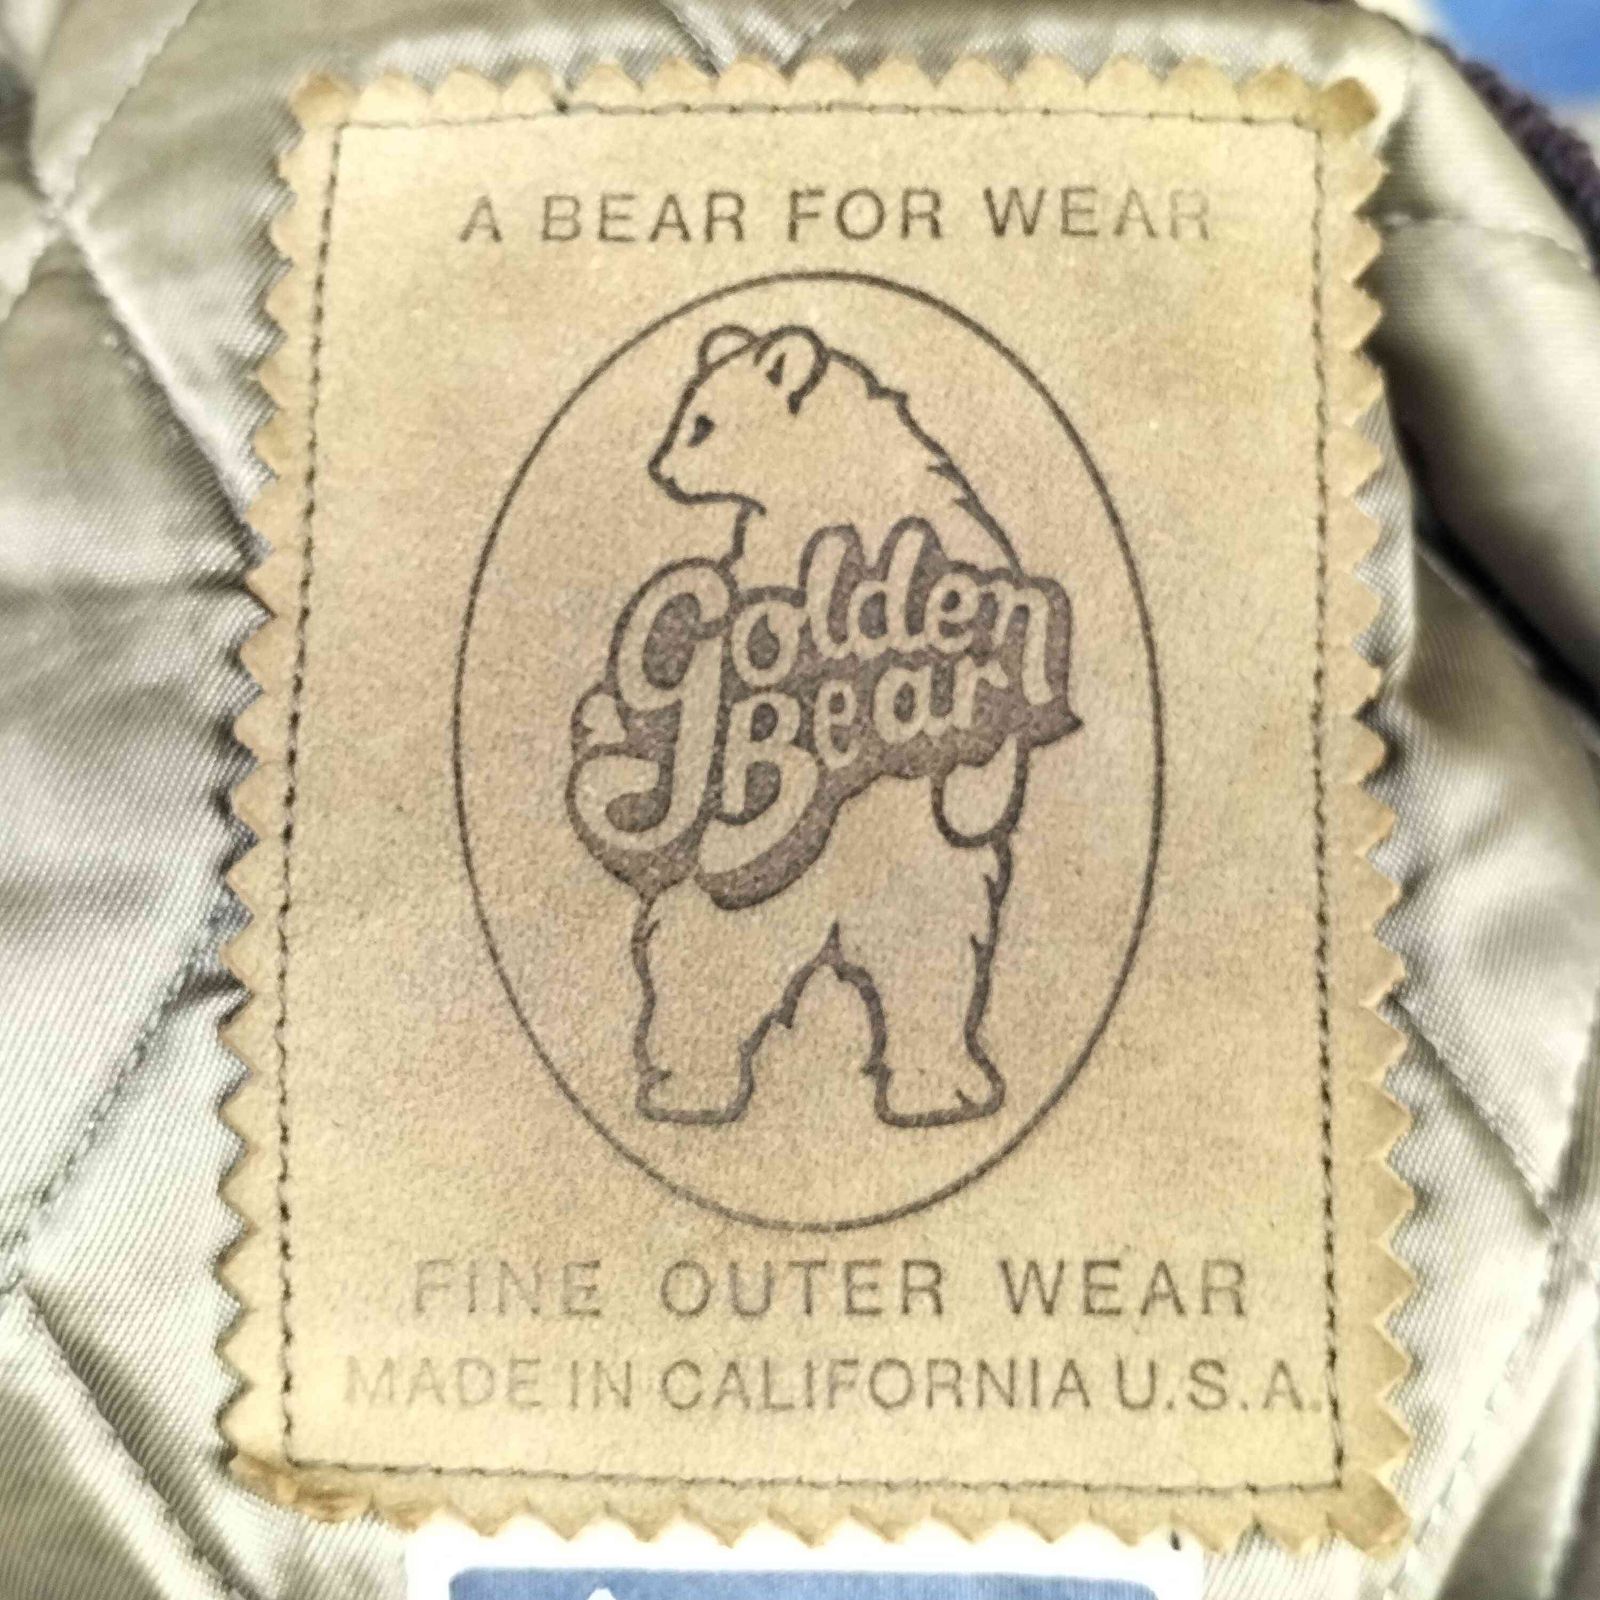 A BEAR FOR WEAR
Golden
Bear
FINE OUTER WEAR
MADE IN CALIFORNIA U.S.A.